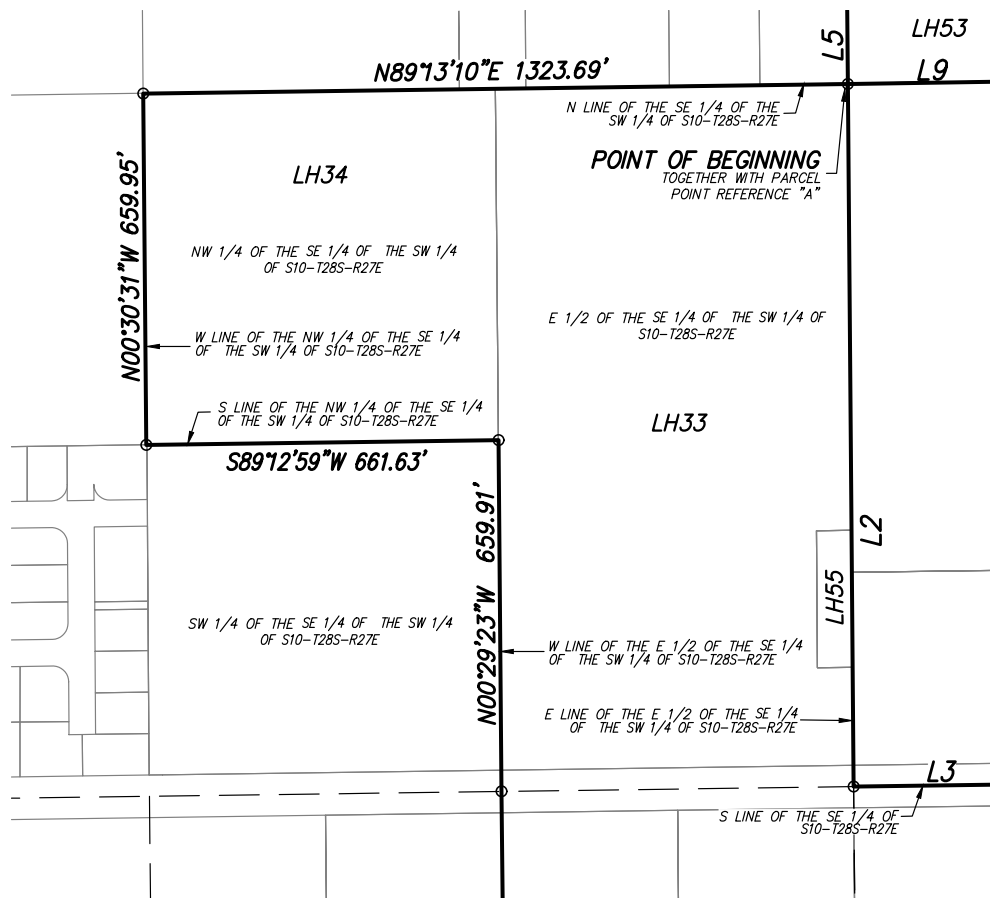 LH53
L5
L9
N89°13'10"E 1323.69'
N LINE OF THE SE 1/4 OF THE
SW 1/4 OF S10-T28S-R27E
POINT OF BEGINNING
TOGETHER WITH PARCEL
POINT REFERENCE "A"
LH34
N00°30'31"W 659.95'
NW 1/4 OF THE SE 1/4 OF THE SW 1/4
OF S10-T28S-R27E
E 1/2 OF THE SE 1/4 OF THE SW 1/4 OF
S10-T28S-R27E
W LINE OF THE NW 1/4 OF THE SE 1/4
OF THE SW 1/4 OF S10-T28S-R27E
S LINE OF THE NW 1/4 OF THE SE 1/4
OF THE SW 1/4 OF S10-T28S-R27E
LH33
S89°12'59"W 661.63'
N00°29'23"W 659.91'
L2
LH55
SW 1/4 OF THE SE 1/4 OF THE SW 1/4
OF S10-T28S-R27E
W LINE OF THE E 1/2 OF THE SE 1/4
OF THE SW 1/4 OF S10-T28S-R27E
E LINE OF THE E 1/2 OF THE SE 1/4
OF THE SW 1/4 OF S10-T28S-R27E
L3
S LINE OF THE SE 1/4 OF
S10-T28S-R27E